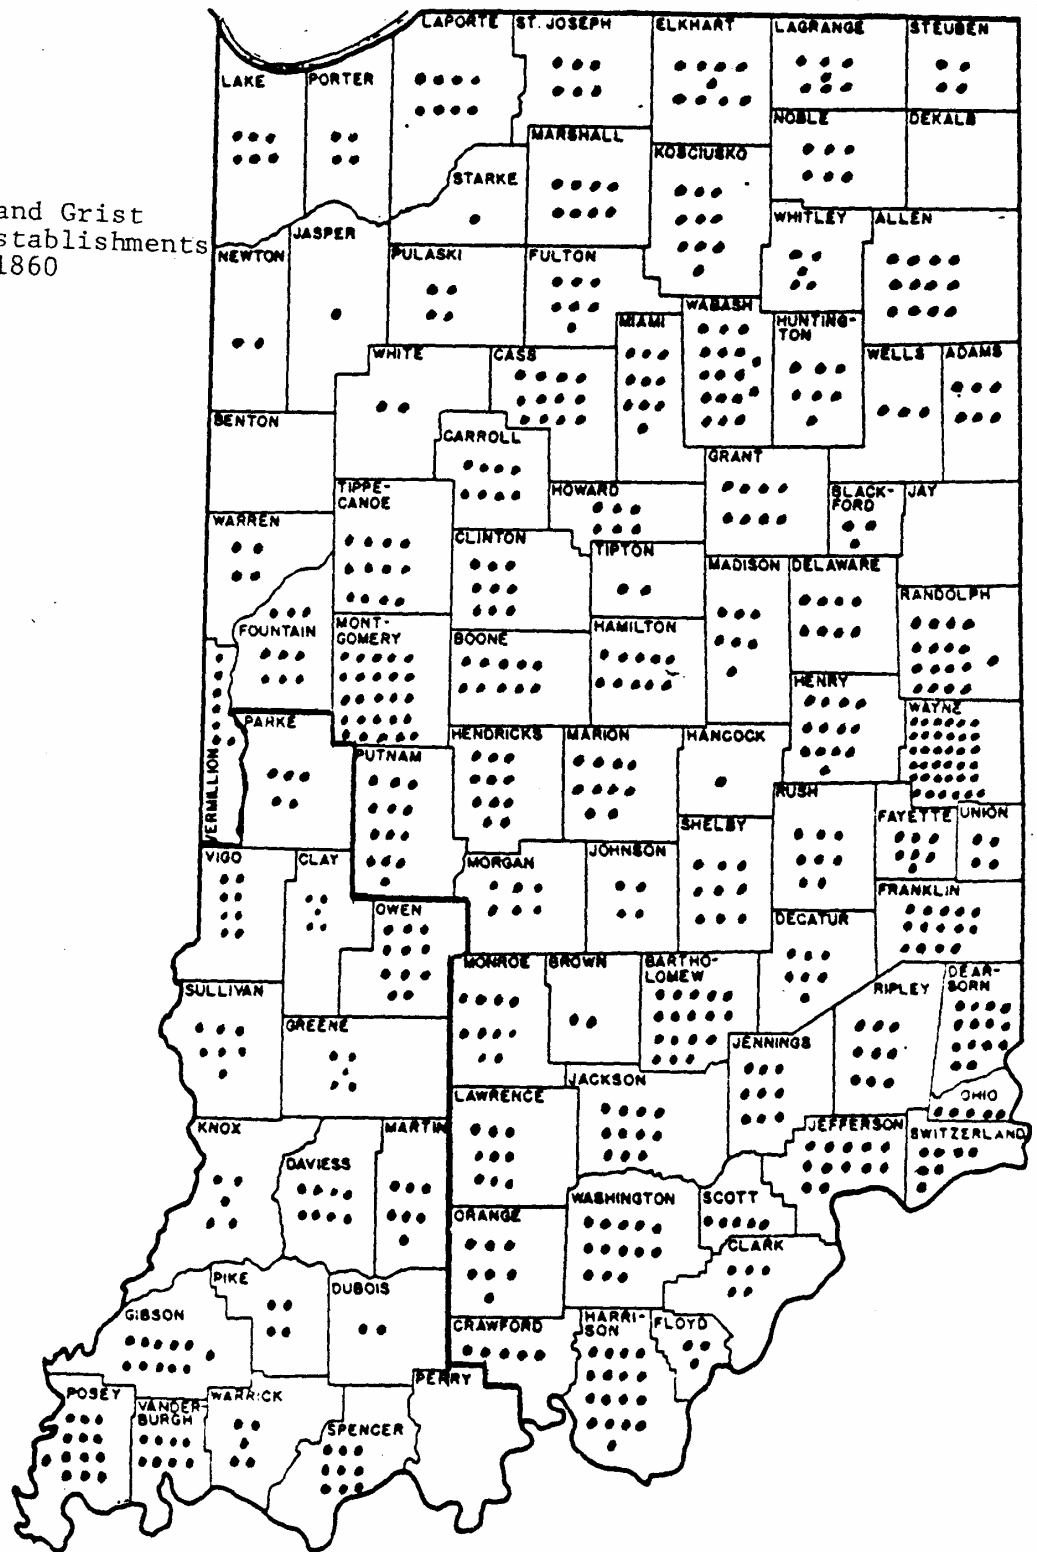 and Grist
stablishments
1860
LAPORTE
ST. JOSEPH
ELKHART
LAGRANGE
STEUBEN
LAKE
PORTER
NOBLE
DEKALB
MARSHALL
KOSCIUSKO
STARKE
WHITLEY
ALLEN
JASPER
NEWTON
PULASKI
FULTON
WABASH
MIAMI
HUNTING-
TON
WHITE
CASS
WELLS
ADAMS
BENTON
CARROLL
GRANT
TIPPE-
CANOE
HOWARD
BLACK-
FORD
JAY
WARREN
CLINTON
TIPTON
MADISON
DELAWARE
RANDOLPH
FOUNTAIN
MONT-
GOMERY
BOONE
HAMILTON
HENRY
WAYNE
PARKE
VERMILLION
PUTNAM
HENDRICKS
MARION
HANCOCK
RUSH
FAYETTE
UNION
SHELBY
VIGO
CLAY
MORGAN
JOHNSON
FRANKLIN
OWEN
DECATUR
MONROE
BROWN
BARTHO-
LOMEW
DEAR-
BORN
RIPLEY
SULLIVAN
GREENE
JENNINGS
JACKSON
LAWRENCE
OHIO
KNOX
MARTIN
JEFFERSON
SWITZERLAND
DAVIESS
WASHINGTON
SCOTT
ORANGE
CLARK
PIKE
DUBOIS
GIBSON
CRAWFORD
HARRI-
SON
FLOYD
PERRY
POSEY
VANDER-
BURGH
WARRICK
SPENCER